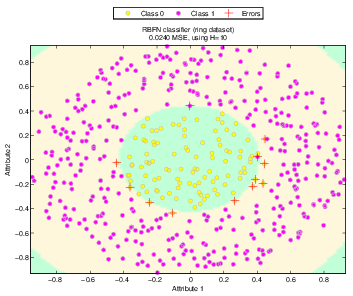 Class 0 Class 1 Errors
RBFN classifier (ring dataset)
0.0240 MSE, using H=10
0.8
0.6
0.4
0.2
0
-0.2
-0.4
-0.6
-0.8
Attribute 2
-0.8 -0.6 -0.4 -0.2 0 0.2 0.4 0.6 0.8
Attribute 1